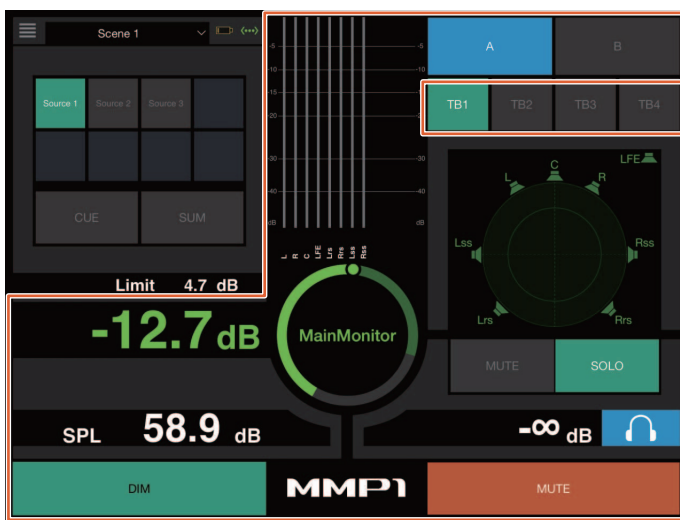 Scene 1
Source 1 Source 2 Source 3
CUE SUM
Limit 4.7 dB
-12.7 dB
SPL 58.9 dB
DIM
-5 -5
-10 -10
-15 -15
-20 -20
-30 -30
-40 -40
dB dB
L R C LFE Lrs Rrs Lss Rss
MainMonitor
MMP1
A B
TB1 TB2 TB3 TB4
LFE
L C R
Lss Rss
Lrs Rrs
MUTE SOLO
-∞ dB
MUTE